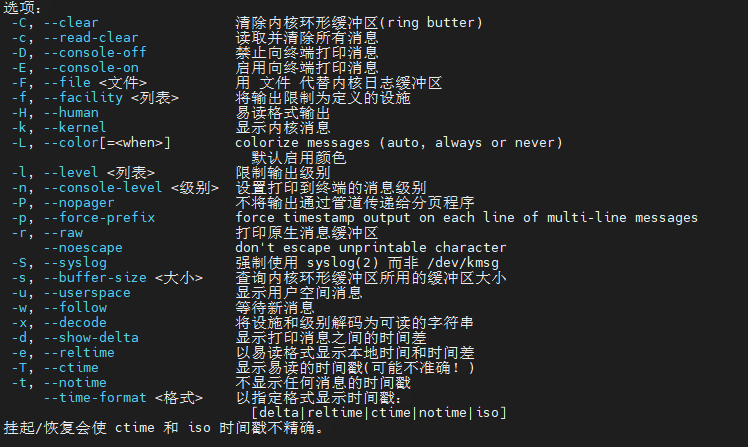 选项：
 -C, --clear                 清除内核环形缓冲区(ring butter)
 -c, --read-clear            读取并清除所有消息
 -D, --console-off           禁止向终端打印消息
 -E, --console-on            启用向终端打印消息
 -F, --file <文件>           用 文件 代替内核日志缓冲区
 -f, --facility <列表>       将输出限制为定义的设施
 -H, --human                 易读格式输出
 -k, --kernel                显示内核消息
 -L, --color[=<when>]        colorize messages (auto, always or never)
                               默认启用颜色
 -l, --level <列表>          限制输出级别
 -n, --console-level <级别>  设置打印到终端的消息级别
 -P, --nopager               不将输出通过管道传递给分页程序
 -p, --force-prefix          force timestamp output on each line of multi-line messages
 -r, --raw                   打印原生消息缓冲区
     --noescape              don't escape unprintable character
 -S, --syslog                强制使用 syslog(2) 而非 /dev/kmsg
 -s, --buffer-size <大小>    查询内核环形缓冲区所用的缓冲区大小
 -u, --userspace             显示用户空间消息
 -w, --follow                等待新消息
 -x, --decode                将设施和级别解码为可读的字符串
 -d, --show-delta            显示打印消息之间的时间差
 -e, --reltime               以易读格式显示本地时间和时间差
 -T, --ctime                 显示易读的时间戳(可能不准确！)
 -t, --notime                不显示任何消息的时间戳
     --time-format <格式>    以指定格式显示时间戳：
                               [delta|reltime|ctime|notime|iso]
挂起/恢复会使 ctime 和 iso 时间戳不精确。